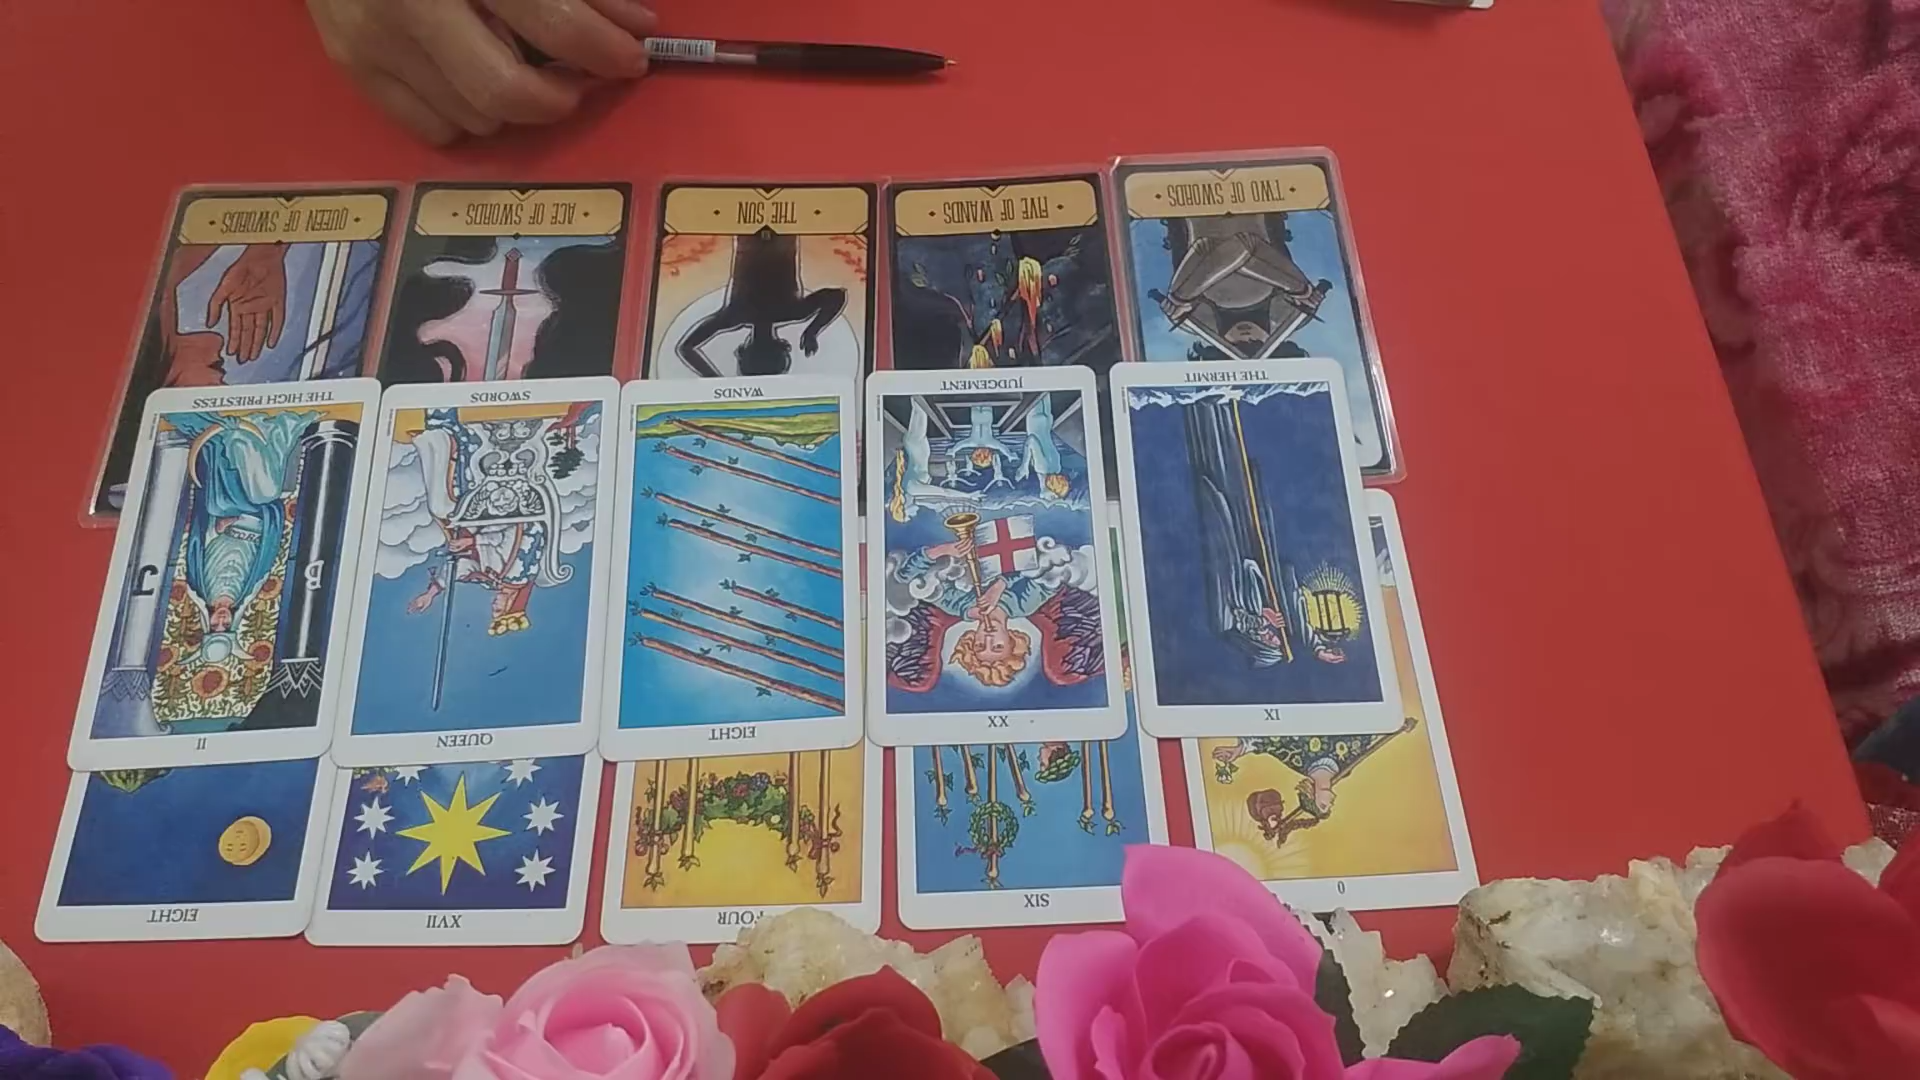 QUEEN OF SWORDS
ACE OF SWORDS
THE SUN
FIVE OF WANDS
TWO OF SWORDS
THE HIGH PRIESTESS
SWORDS
WANDS
JUDGEMENT
THE HERMIT
J
B
II
QUEEN
EIGHT
XX
IX
EIGHT
XVII
FOUR
SIX
0